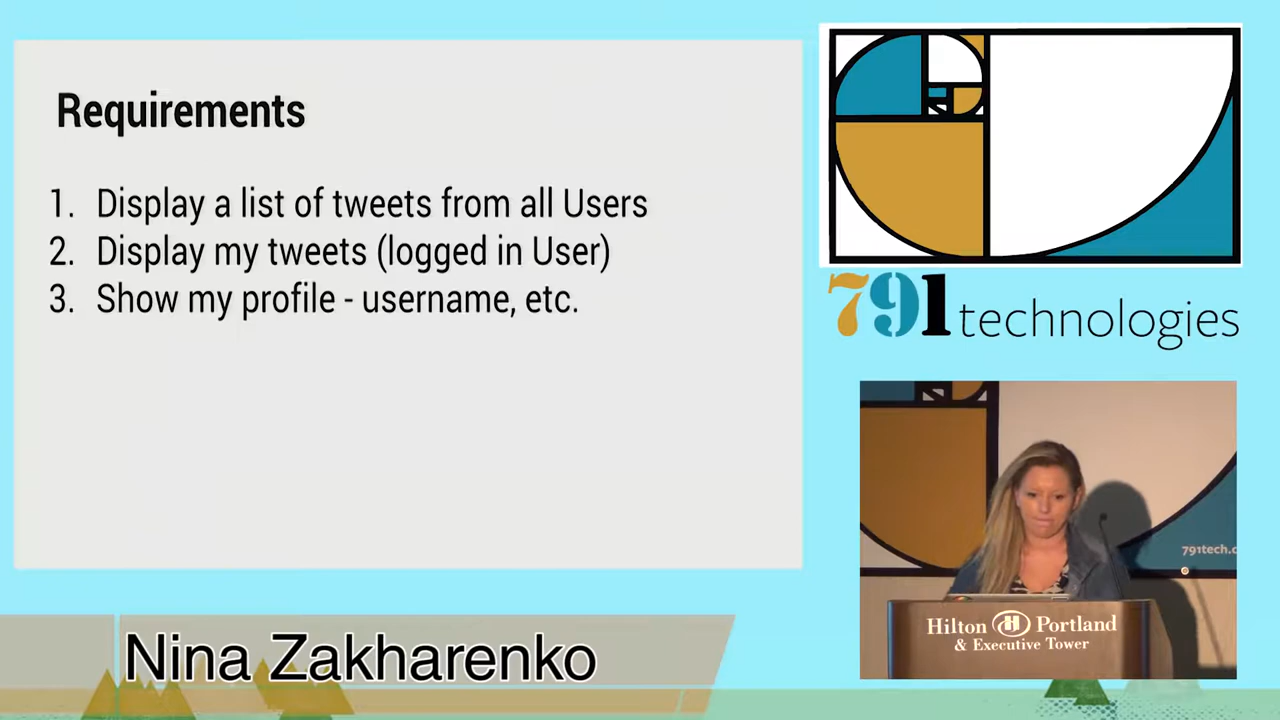 Requirements
1. Display a list of tweets from all Users
2. Display my tweets (logged in User)
3. Show my profile - username, etc.
791 technologies
791tech.c
Hilton H Portland
& Executive Tower
Nina Zakharenko